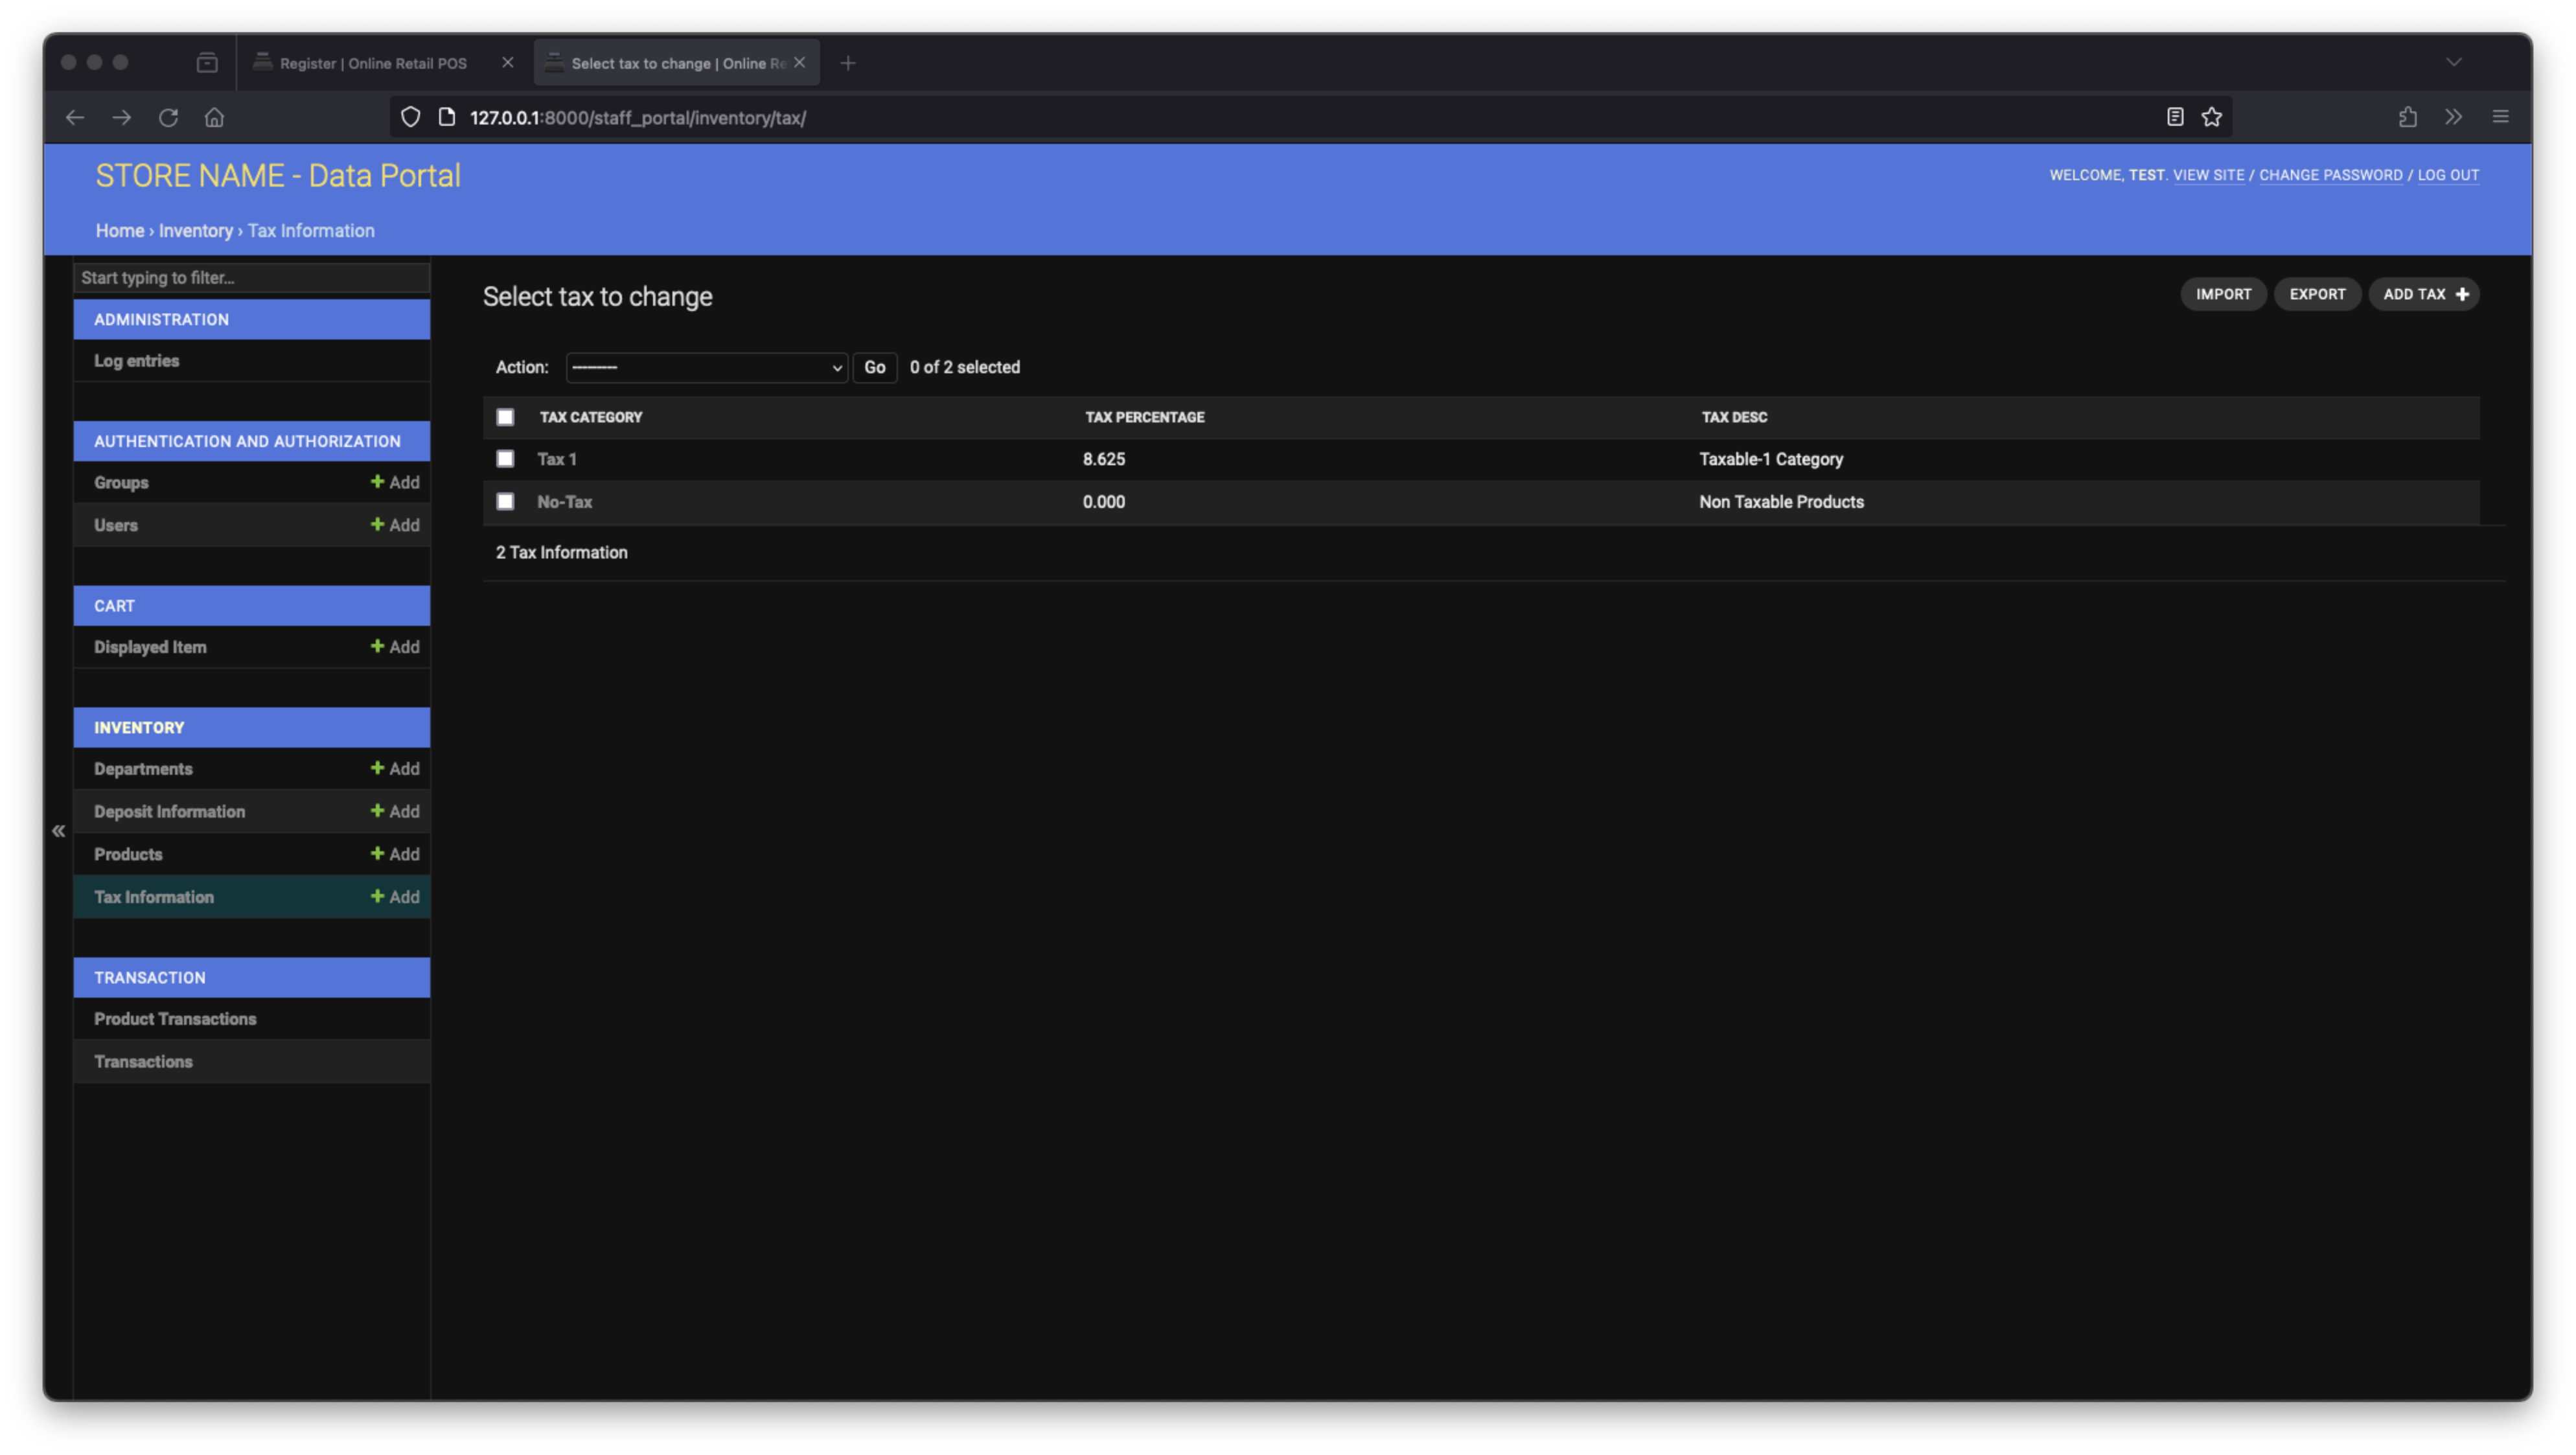 Register | Online Retail POS
Select tax to change | Online Re
127.0.0.1:8000/staff_portal/inventory/tax/
STORE NAME - Data Portal
WELCOME, TEST. VIEW SITE / CHANGE PASSWORD / LOG OUT
Home › Inventory › Tax Information
Start typing to filter...
ADMINISTRATION
Log entries
AUTHENTICATION AND AUTHORIZATION
Groups + Add
Users + Add
CART
Displayed Item + Add
INVENTORY
Departments + Add
Deposit Information + Add
Products + Add
Tax Information + Add
TRANSACTION
Product Transactions
Transactions
«
Select tax to change
IMPORT EXPORT ADD TAX +
Action: --------- Go 0 of 2 selected
TAX CATEGORY TAX PERCENTAGE TAX DESC
Tax 1 8.625 Taxable-1 Category
No-Tax 0.000 Non Taxable Products
2 Tax Information